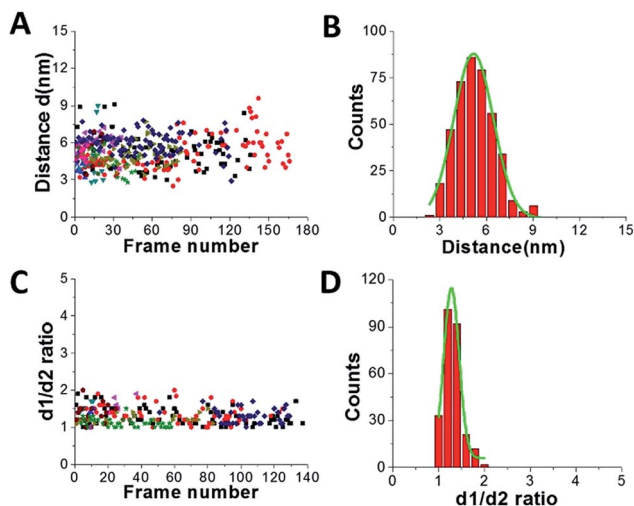 A
Distance d(nm)
15
12
9
6
3
0
0 30 60 90 120 150 180
Frame number
B
Counts
100
75
50
25
0
0 3 6 9 12 15
Distance(nm)
C
d1/d2 ratio
5
4
3
2
1
0
0 20 40 60 80 100 120 140
Frame number
D
Counts
120
90
60
30
0
0 1 2 3 4 5
d1/d2 ratio